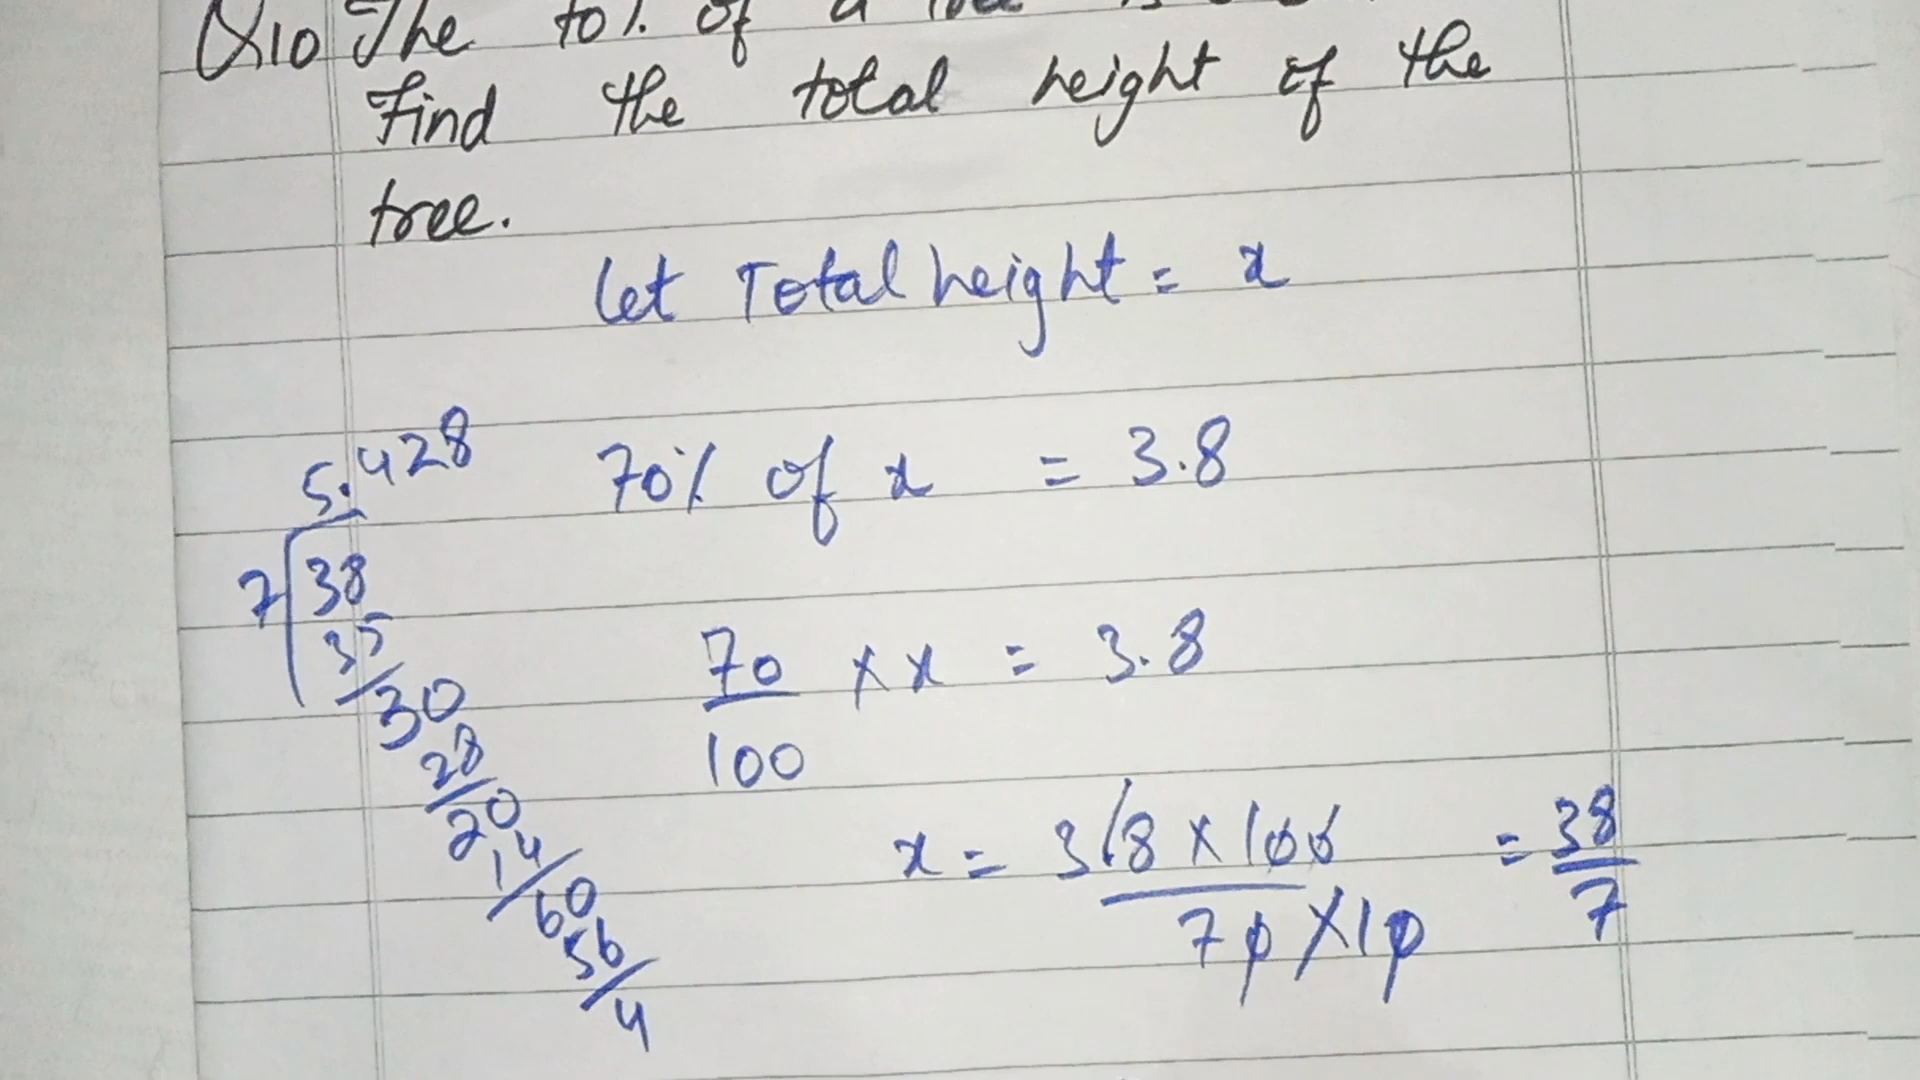 Q10 The 70% of a tree is
Find the total height of the
tree.
let Total height = x
70% of x = 3.8
70/100 × x = 3.8
x = 3.8 × 100 / 70 × 10 = 38/7
5.428
7 38
35
30
28
20
14
60
56
4